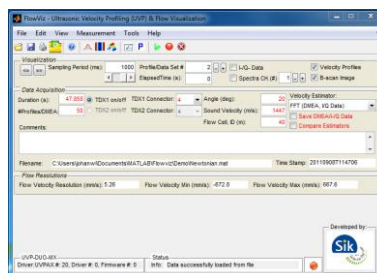 FlowViz - Ultrasonic Velocity Profiling (UVP) & Flow Visualization
File Edit View Measurement Tools Help
Visualization
Sampling Period (ms): 1000 Profile/Data Set # 2 I-/Q- Data Velocity Profiles
ElapsedTime (s): 0 Spectra CK (#) 1 B-scan Image
Data Acquisition
Duration (s): 47.858 TDX1 on/off TDX1 Connector: 4 Angle (deg): 20 Velocity Estimator:
#Profiles/DMEA: 50 TDX2 on/off TDX2 Connector: 4 Sound Velocity (m/s): 1447 FFT (DMEA, I/Q Data)
Flow Cell, ID (m): 40 Save DMEA/I-/Q Data
Comments: Compare Estimators
Filename: C:\Users\johanw\Documents\MATLAB\Flowviz\Demo\Newtonian.mat Time Stamp: 20110908T114706
Flow Resolutions
Flow Velocity Resolution (mm/s): 5.26 Flow Velocity Min (mm/s): -672.8 Flow Velocity Max (mm/s): 667.6
Developed by:
Sik
UVP-DUO-MX Status
Driver:UVPAX #: 20, Driver #: 0, Firmware #: 0 Info: Data successfully loaded from file